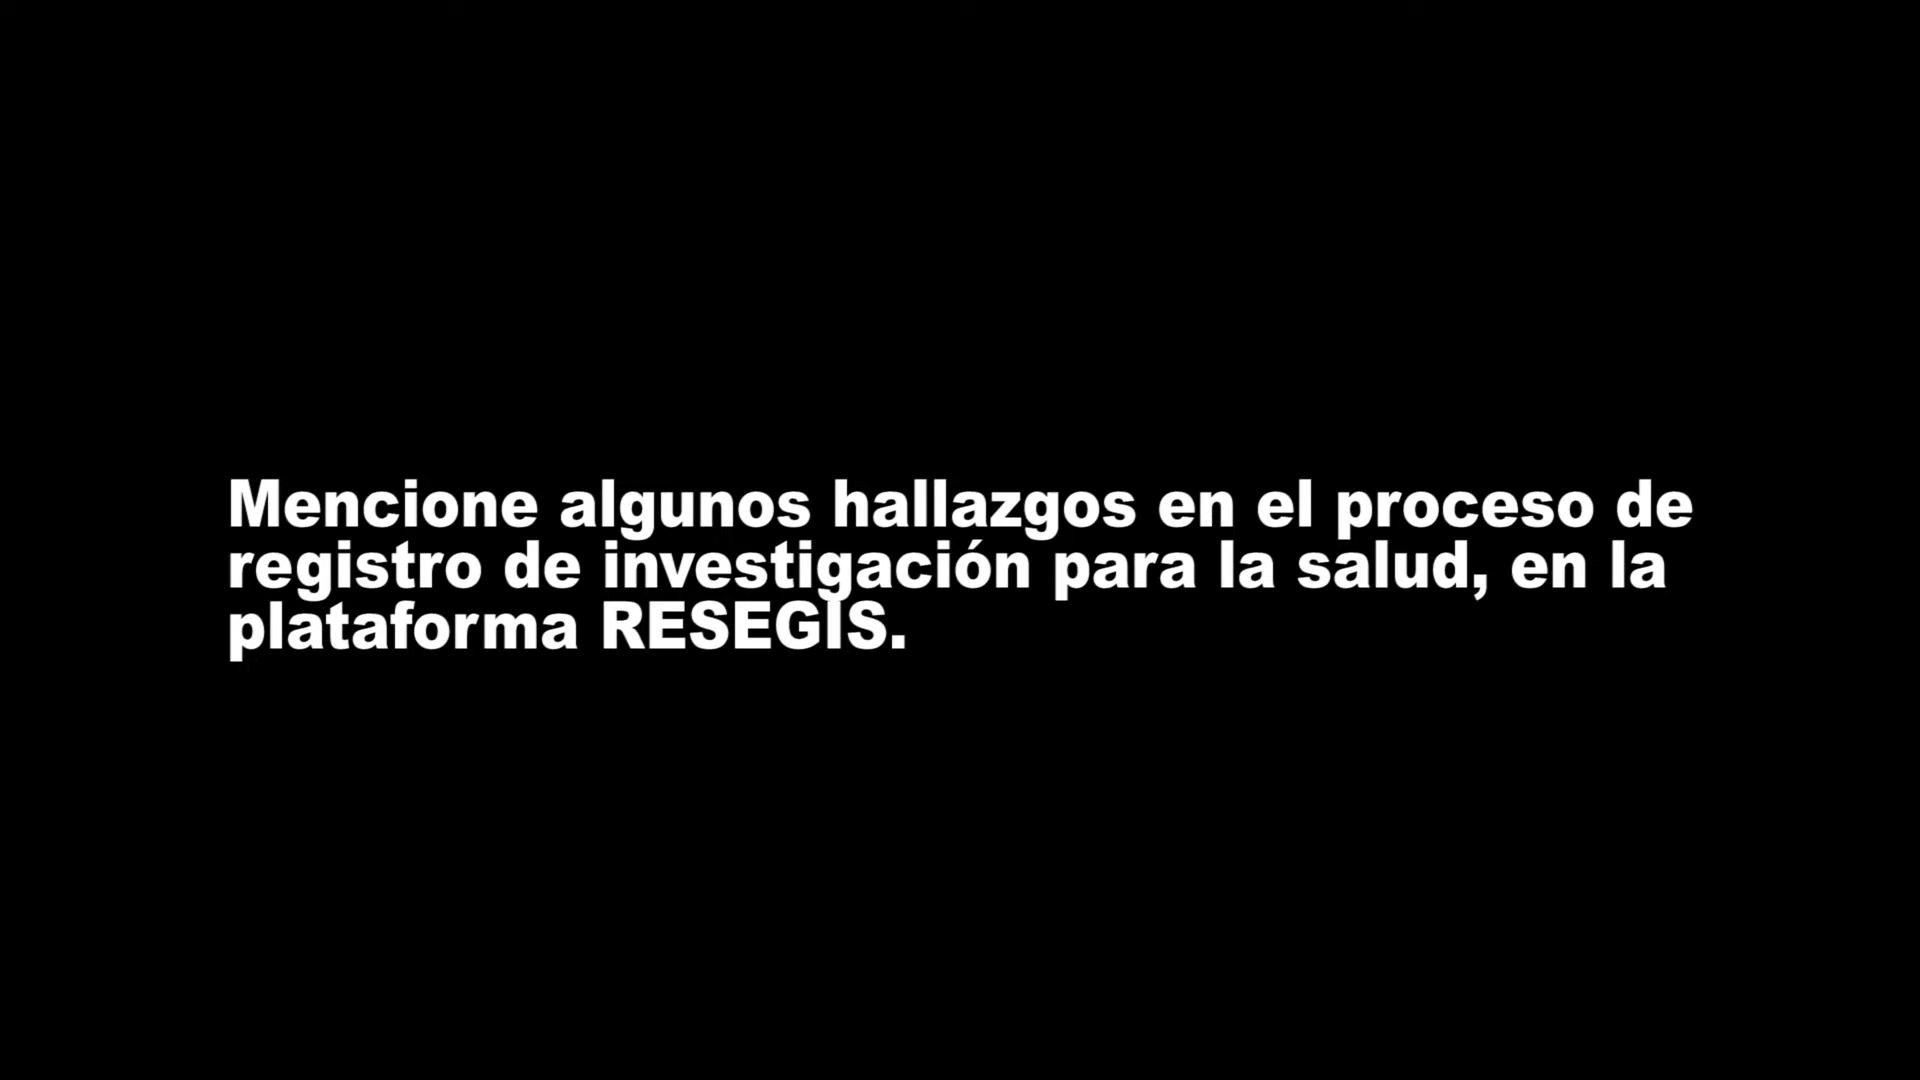 Mencione algunos hallazgos en el proceso de
registro de investigación para la salud, en la
plataforma RESEGIS.